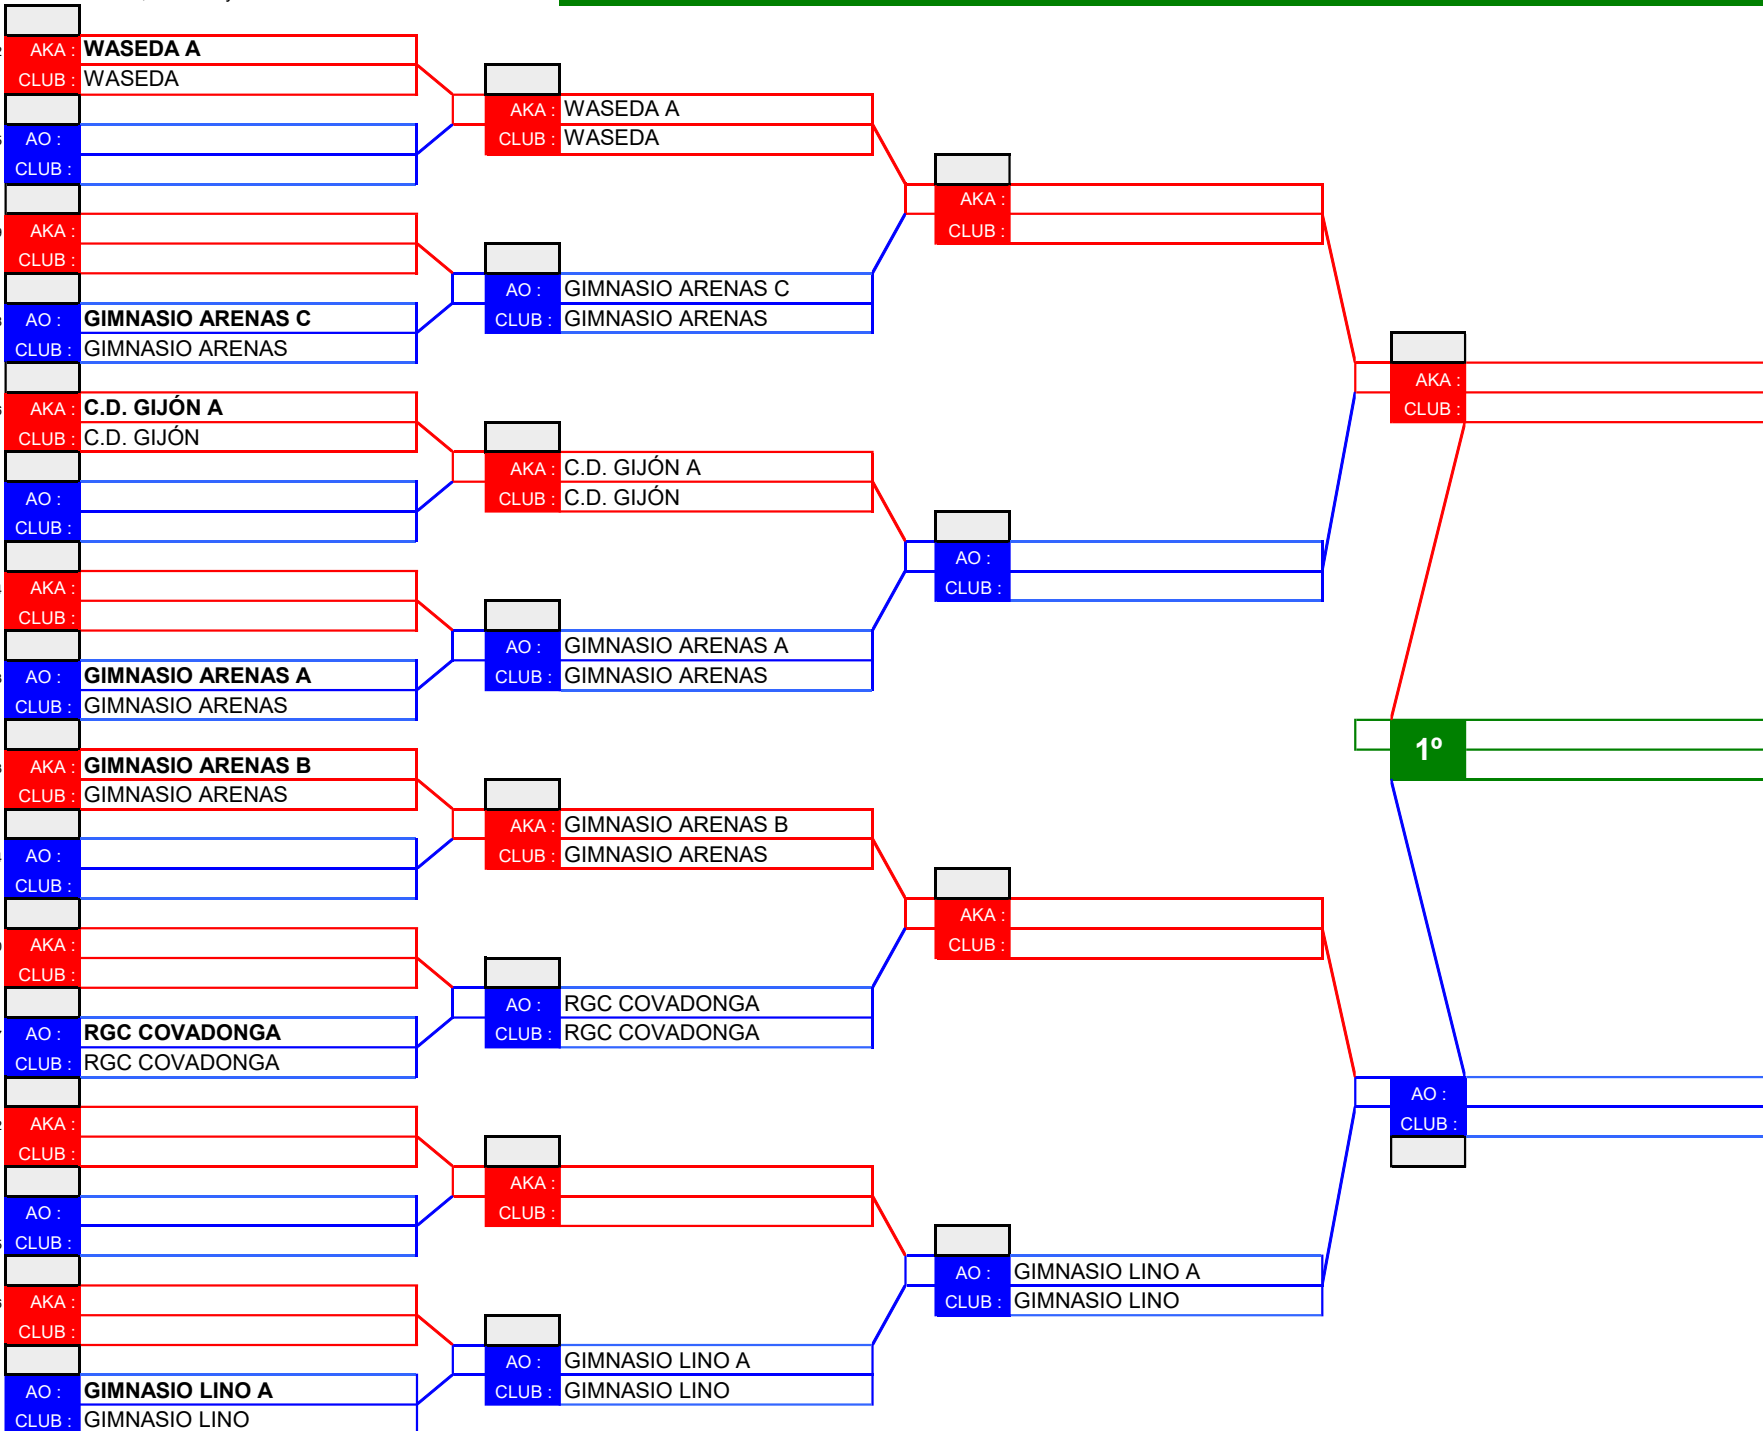 AKA : WASEDA A
CLUB : WASEDA
AO :
CLUB :
AKA :
CLUB :
AO : GIMNASIO ARENAS C
CLUB : GIMNASIO ARENAS
AKA : C.D. GIJÓN A
CLUB : C.D. GIJÓN
AO :
CLUB :
AKA :
CLUB :
AO : GIMNASIO ARENAS A
CLUB : GIMNASIO ARENAS
AKA : GIMNASIO ARENAS B
CLUB : GIMNASIO ARENAS
AO :
CLUB :
AKA :
CLUB :
AO : RGC COVADONGA
CLUB : RGC COVADONGA
AKA :
CLUB :
AO :
CLUB :
AKA :
CLUB :
AO : GIMNASIO LINO A
CLUB : GIMNASIO LINO
AKA : WASEDA A
CLUB : WASEDA
AO : GIMNASIO ARENAS C
CLUB : GIMNASIO ARENAS
AKA : C.D. GIJÓN A
CLUB : C.D. GIJÓN
AO : GIMNASIO ARENAS A
CLUB : GIMNASIO ARENAS
AKA : GIMNASIO ARENAS B
CLUB : GIMNASIO ARENAS
AO : RGC COVADONGA
CLUB : RGC COVADONGA
AKA :
CLUB :
AO : GIMNASIO LINO A
CLUB : GIMNASIO LINO
AKA :
CLUB :
AO :
CLUB :
AKA :
CLUB :
AO : GIMNASIO LINO A
CLUB : GIMNASIO LINO
AKA :
CLUB :
1º
AO :
CLUB :